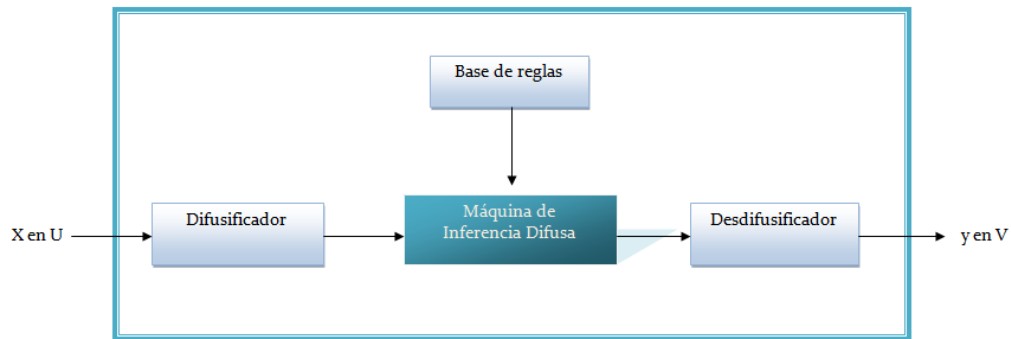 Base de reglas
X en U
Difusificador
Máquina de
Inferencia Difusa
Desdifusificador
y en V